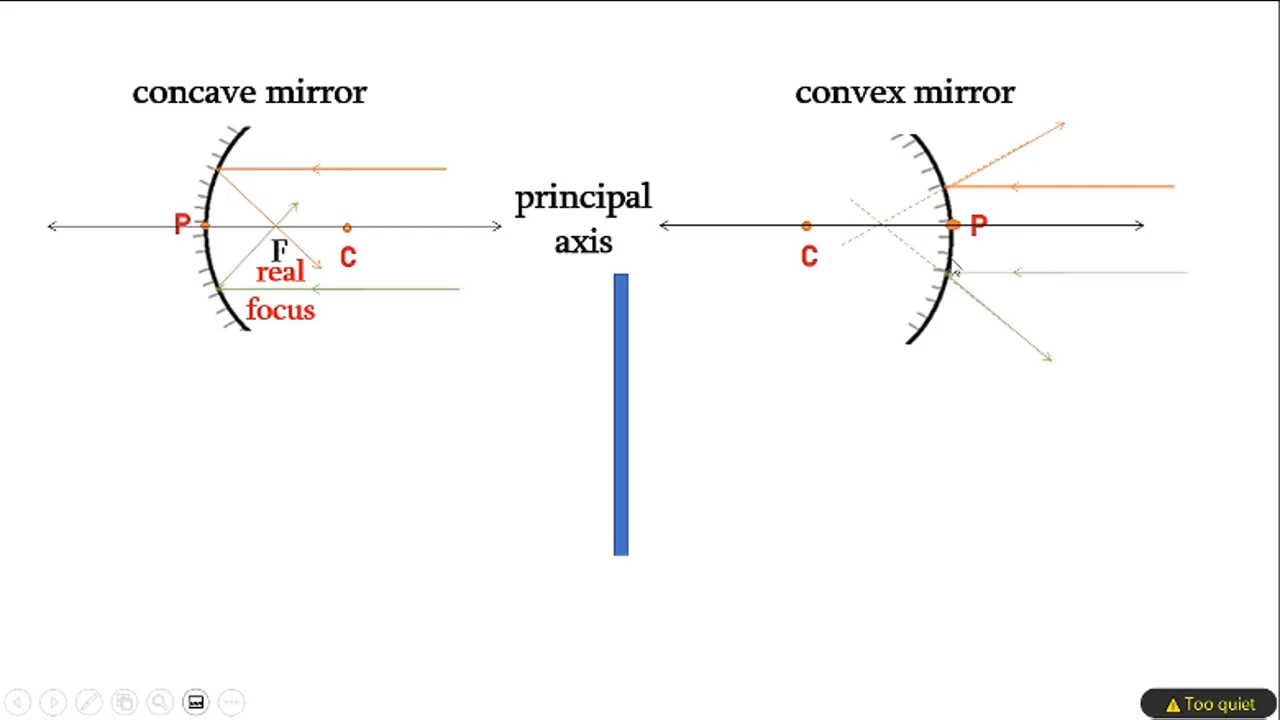 concave mirror
convex mirror
principal
axis
P
F
real
focus
C
C
P
Too quiet